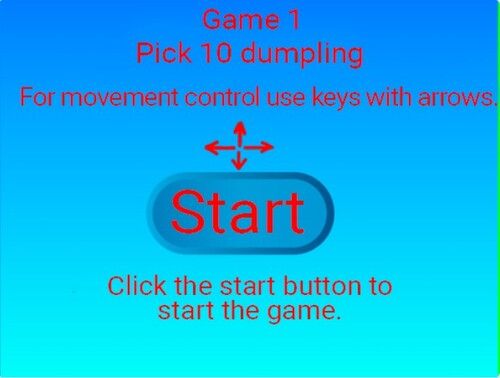 Game 1
Pick 10 dumpling
For movement control use keys with arrows.
Start
Click the start button to
start the game.